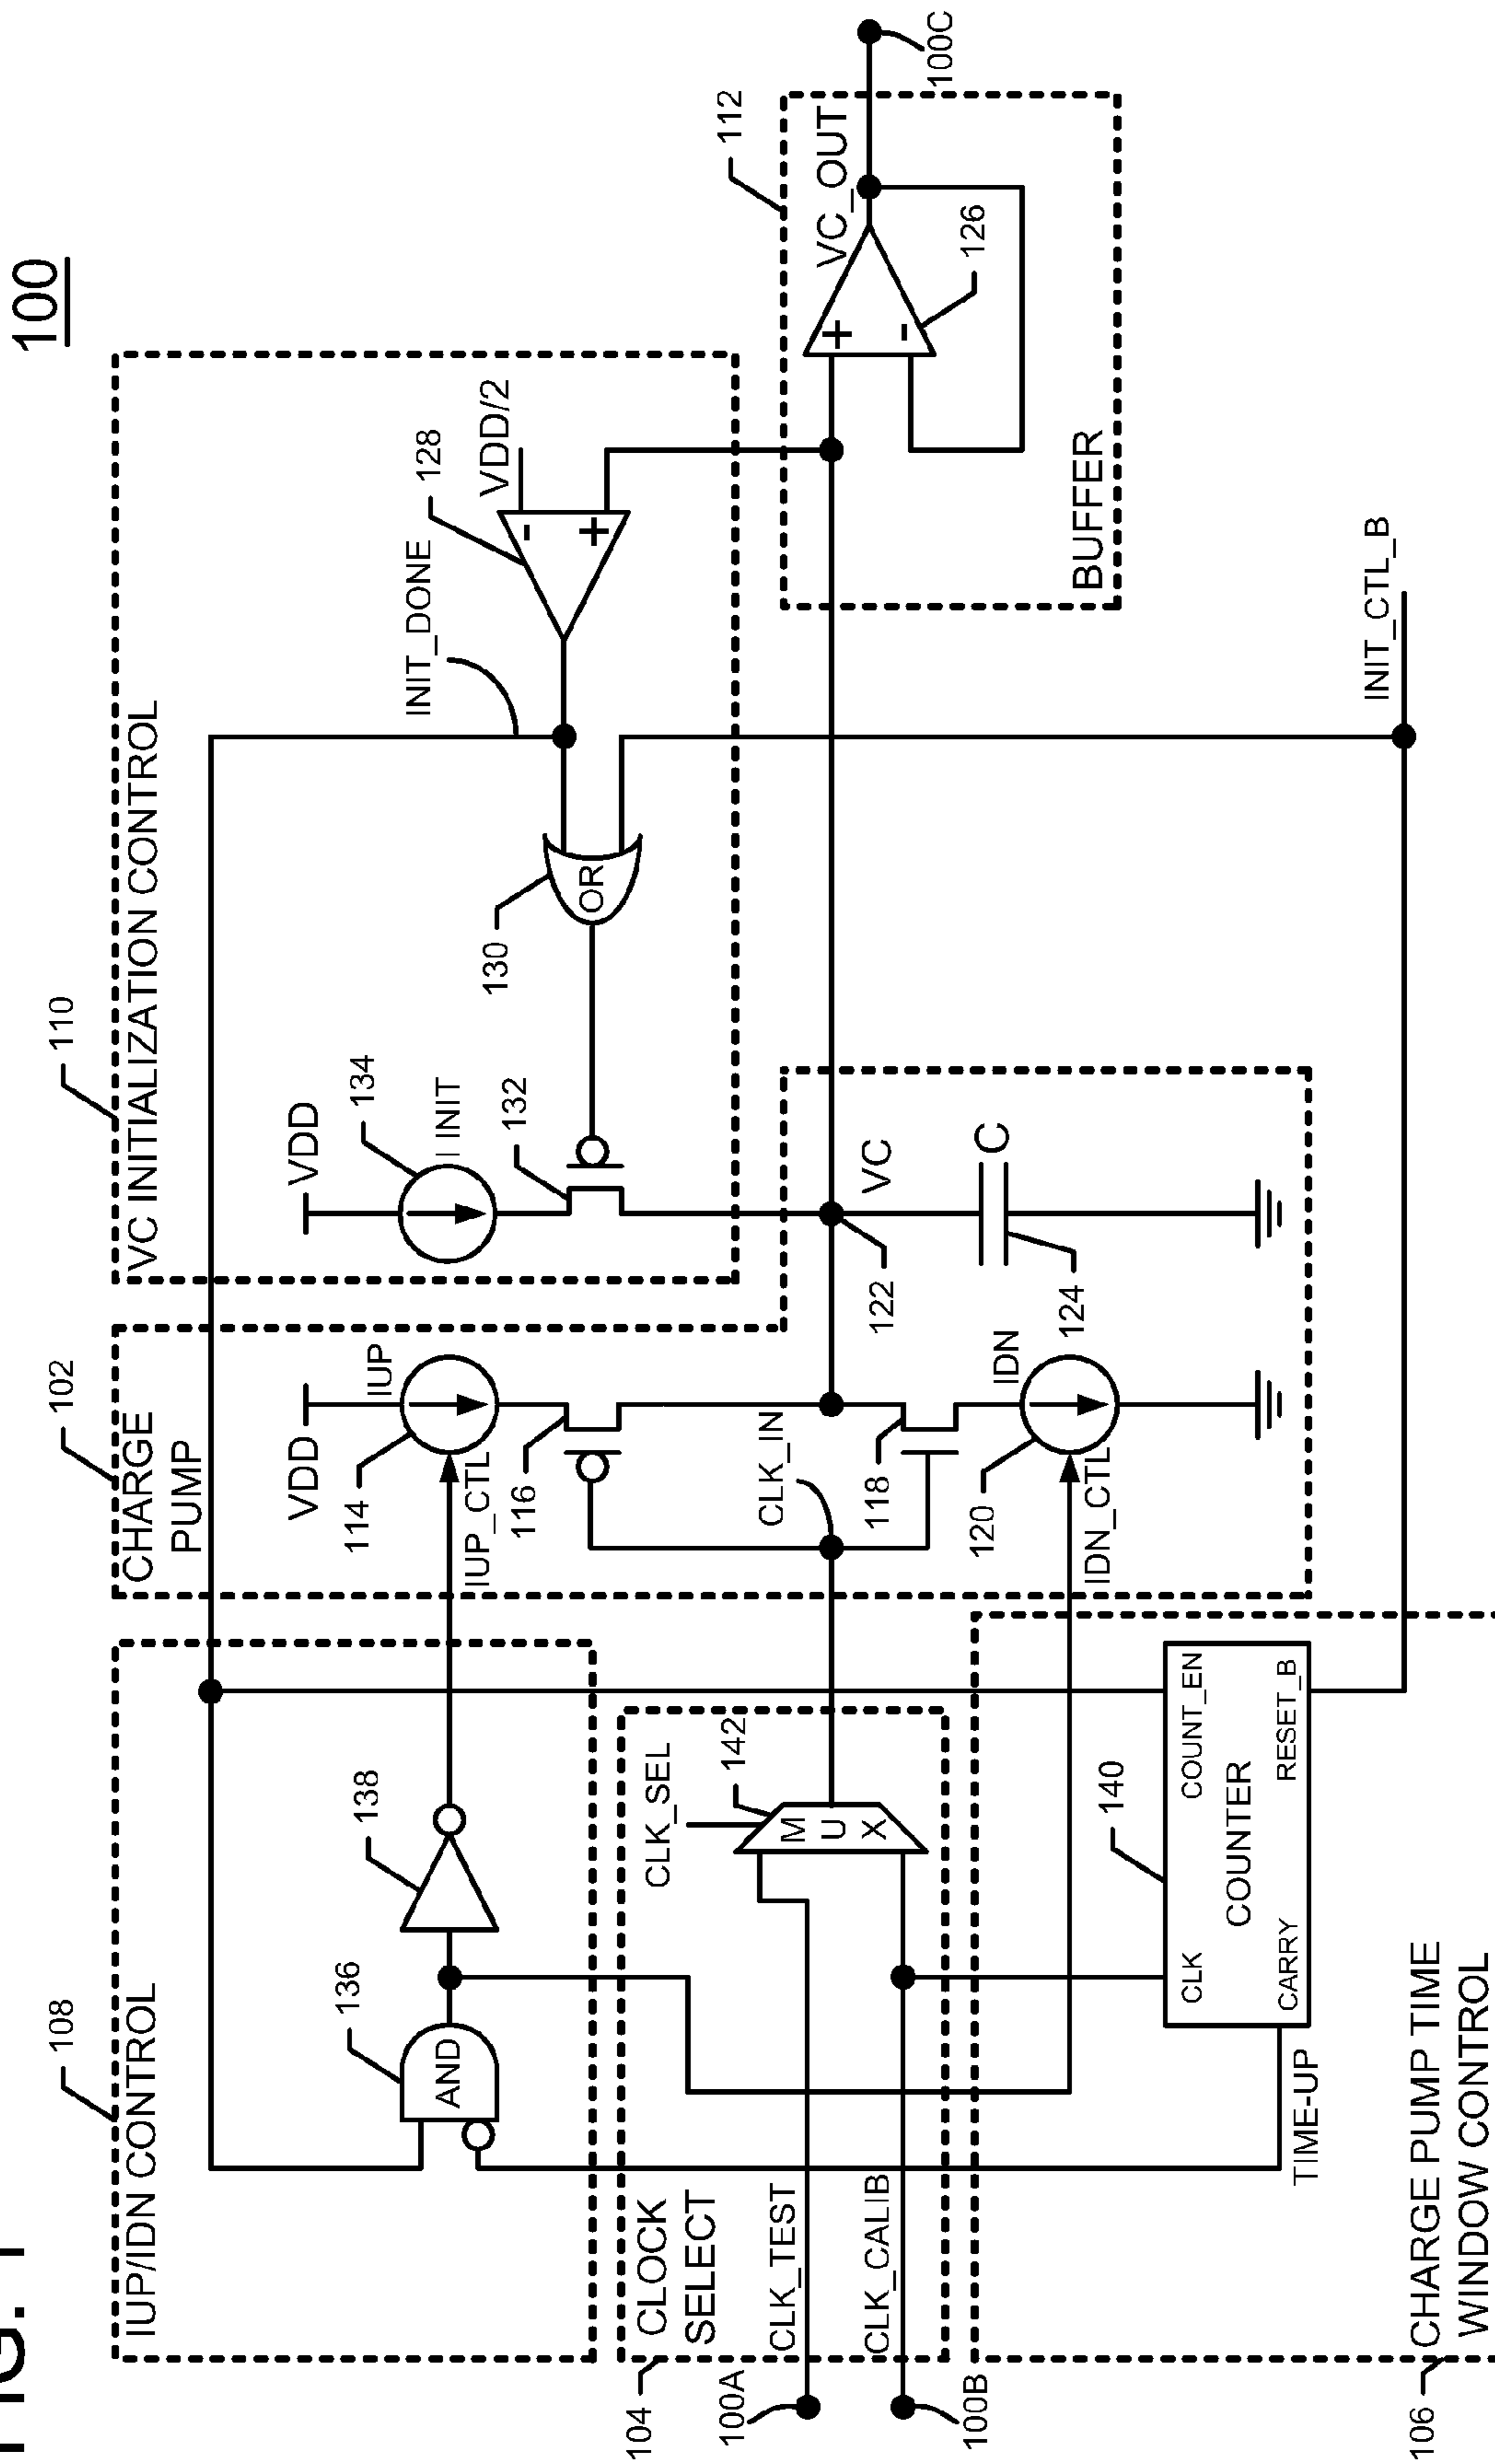 FIG. 1
100
108
IUP/IDN CONTROL
136
AND
138
102
CHARGE
PUMP
VDD
114
IUP
IUP_CTL
116
CLK_IN
118
120
IDN
IDN_CTL
110
VC INITIALIZATION CONTROL
VDD
134
I INIT
132
130
OR
INIT_DONE
128
VDD/2
-
+
104
CLOCK
SELECT
CLK_SEL
142
M
U
X
CLK_TEST
CLK_CALIB
100A
100B
122
VC
C
124
112
VC_OUT
+
-
126
BUFFER
100C
INIT_CTL_B
140
CLK
COUNT_EN
COUNTER
CARRY
RESET_B
TIME-UP
106
CHARGE PUMP TIME
WINDOW CONTROL